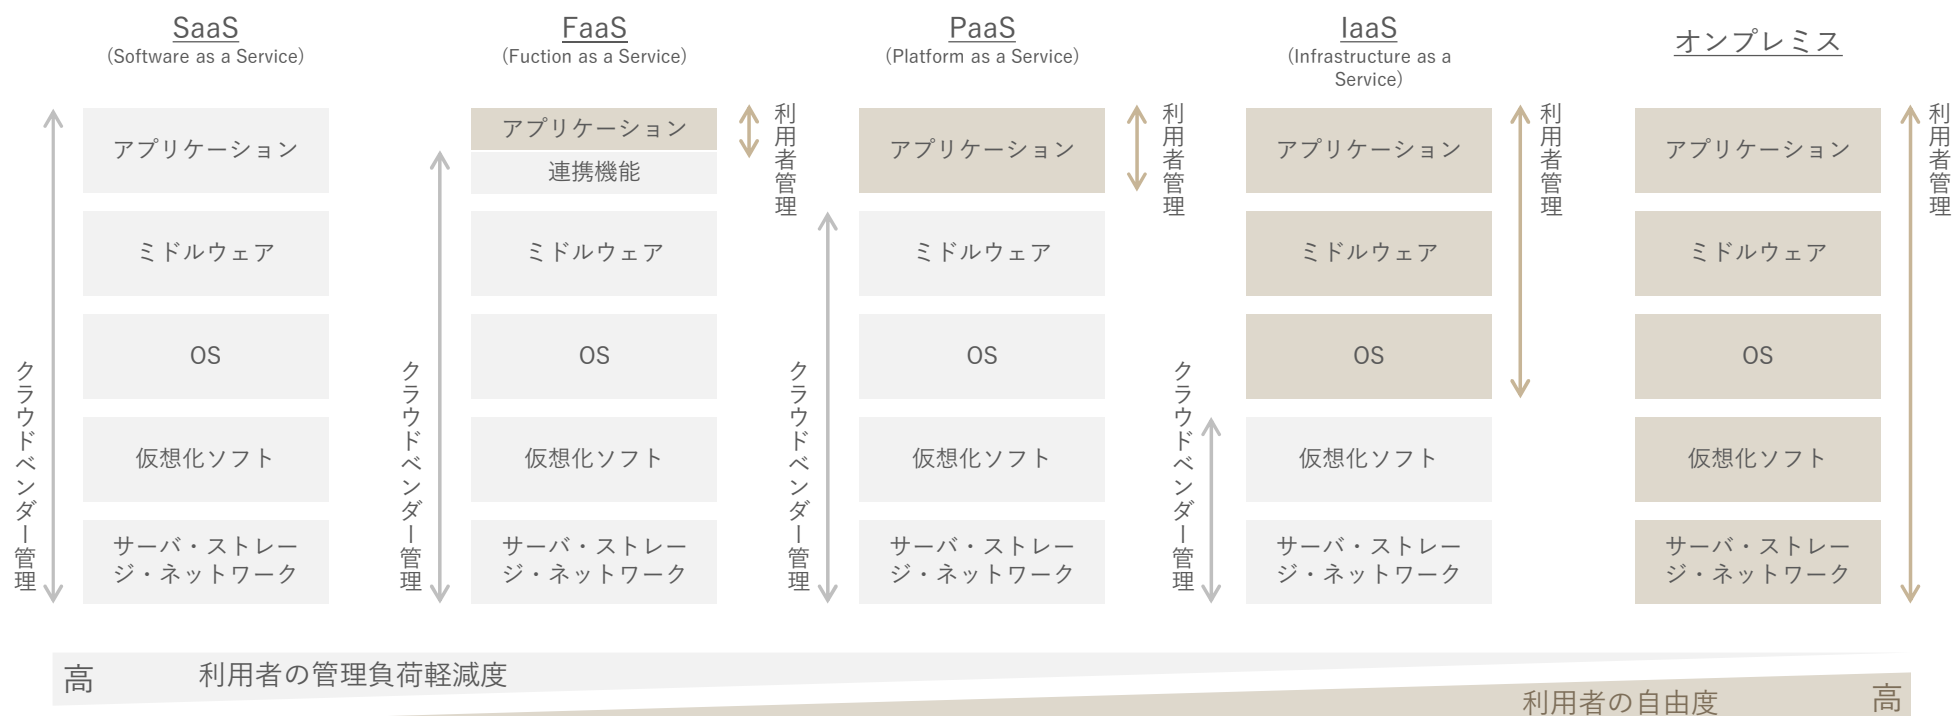 SaaS
(Software as a Service)
アプリケーション
ミドルウェア
OS
仮想化ソフト
サーバ・ストレー
ジ・ネットワーク
クラウドベンダー管理
FaaS
(Fuction as a Service)
アプリケーション
連携機能
ミドルウェア
OS
仮想化ソフト
サーバ・ストレー
ジ・ネットワーク
利用者管理
クラウドベンダー管理
PaaS
(Platform as a Service)
アプリケーション
ミドルウェア
OS
仮想化ソフト
サーバ・ストレー
ジ・ネットワーク
利用者管理
クラウドベンダー管理
IaaS
(Infrastructure as a
Service)
アプリケーション
ミドルウェア
OS
仮想化ソフト
サーバ・ストレー
ジ・ネットワーク
利用者管理
クラウドベンダー管理
オンプレミス
アプリケーション
ミドルウェア
OS
仮想化ソフト
サーバ・ストレー
ジ・ネットワーク
利用者管理
高 利用者の管理負荷軽減度
利用者の自由度 高